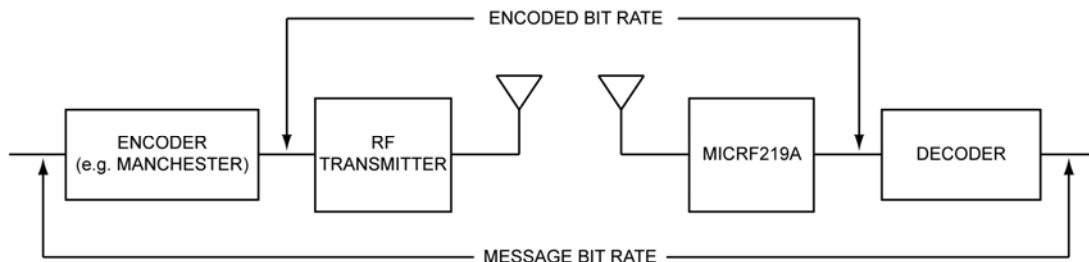 ENCODED BIT RATE
ENCODER
(e.g. MANCHESTER)
RF
TRANSMITTER
MICRF219A
DECODER
MESSAGE BIT RATE